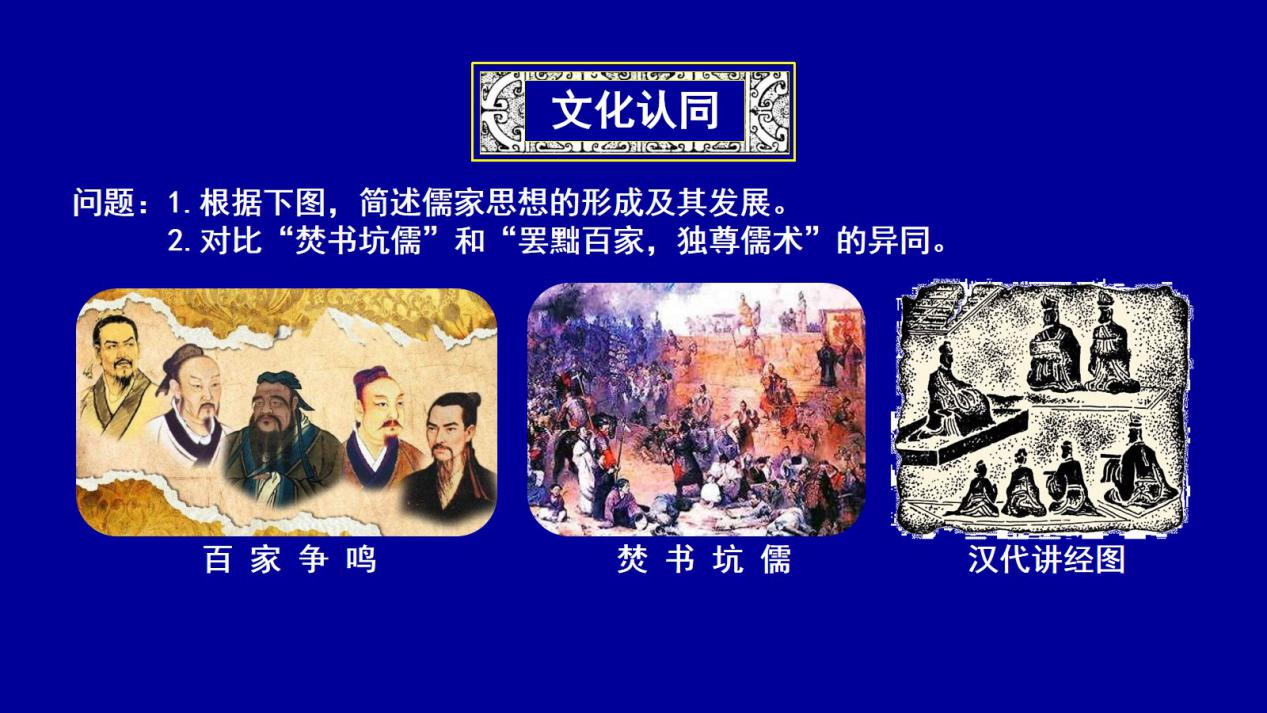 文化认同
问题：1.根据下图，简述儒家思想的形成及其发展。
2.对比“焚书坑儒”和“罢黜百家，独尊儒术”的异同。
百家争鸣
焚书坑儒
汉代讲经图